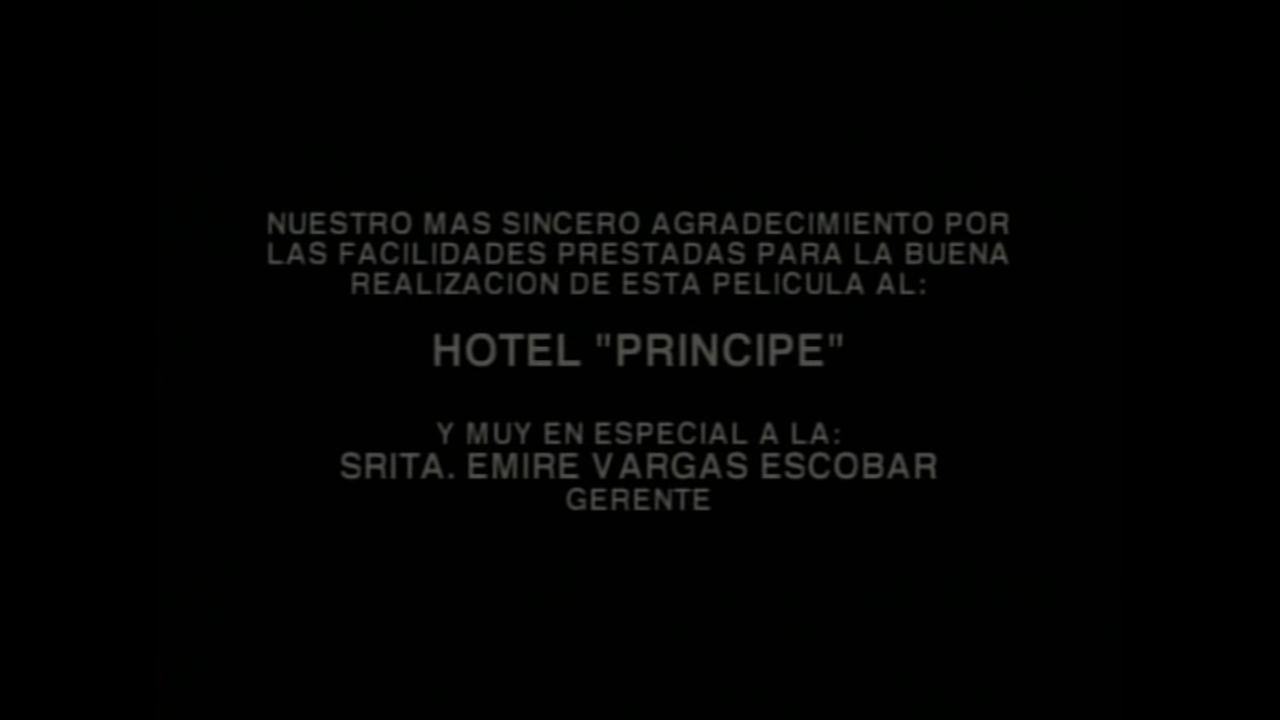 NUESTRO MAS SINCERO AGRADECIMIENTO POR
LAS FACILIDADES PRESTADAS PARA LA BUENA
REALIZACION DE ESTA PELICULA AL:
HOTEL "PRINCIPE"
Y MUY EN ESPECIAL A LA:
SRITA. EMIRE VARGAS ESCOBAR
GERENTE